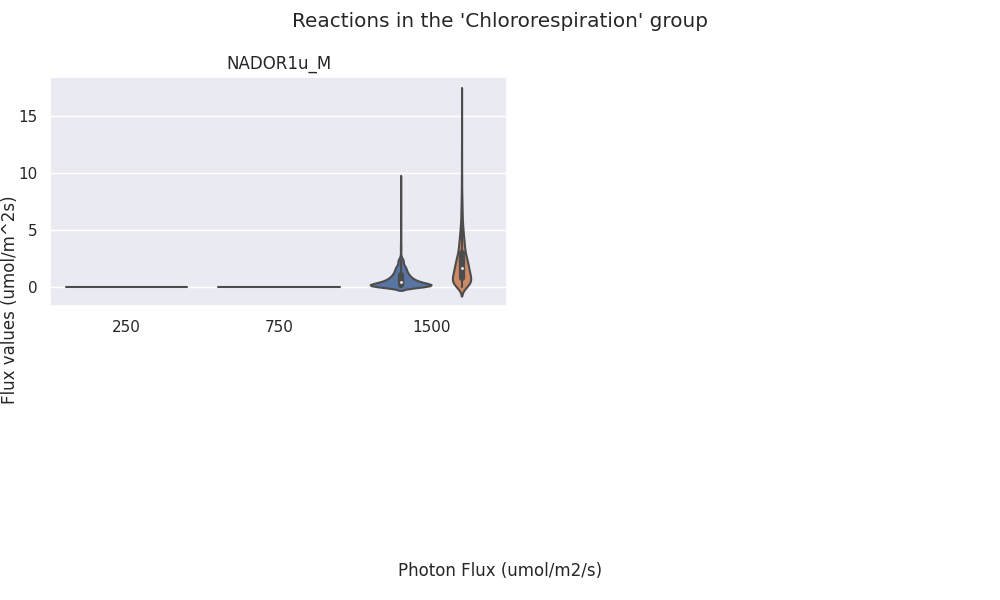 Reactions in the 'Chlororespiration' group
NADOR1u_M
15
10
5
0
Flux values (umol/m^2s)
250 750 1500
Photon Flux (umol/m2/s)